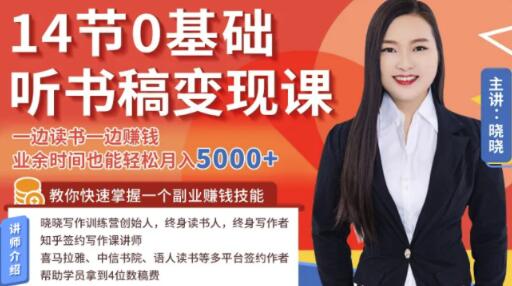 14节0基础
听书稿变现课
一边读书一边赚钱
业余时间也能轻松月入5000+
教你快速掌握一个副业赚钱技能
讲师介绍
晓晓写作训练营创始人，终身读书人，终身写作者
知乎签约写作课讲师
喜马拉雅、中信书院、语人读书等多平台签约作者
帮助学员拿到4位数稿费
主讲：晓晓